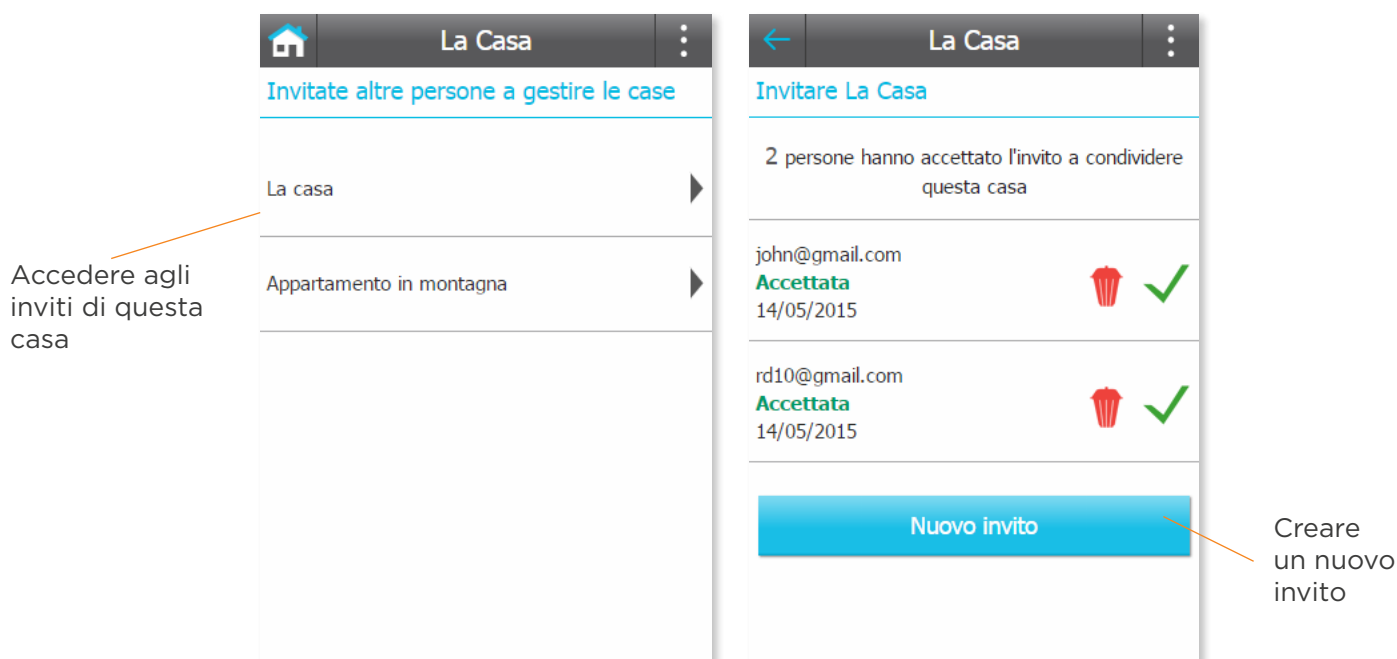 La Casa
Invitate altre persone a gestire le case
La casa
Appartamento in montagna
Accedere agli
inviti di questa
casa
La Casa
Invitare La Casa
2 persone hanno accettato l'invito a condividere
questa casa
john@gmail.com
Accettata
14/05/2015
rd10@gmail.com
Accettata
14/05/2015
Nuovo invito
Creare
un nuovo
invito